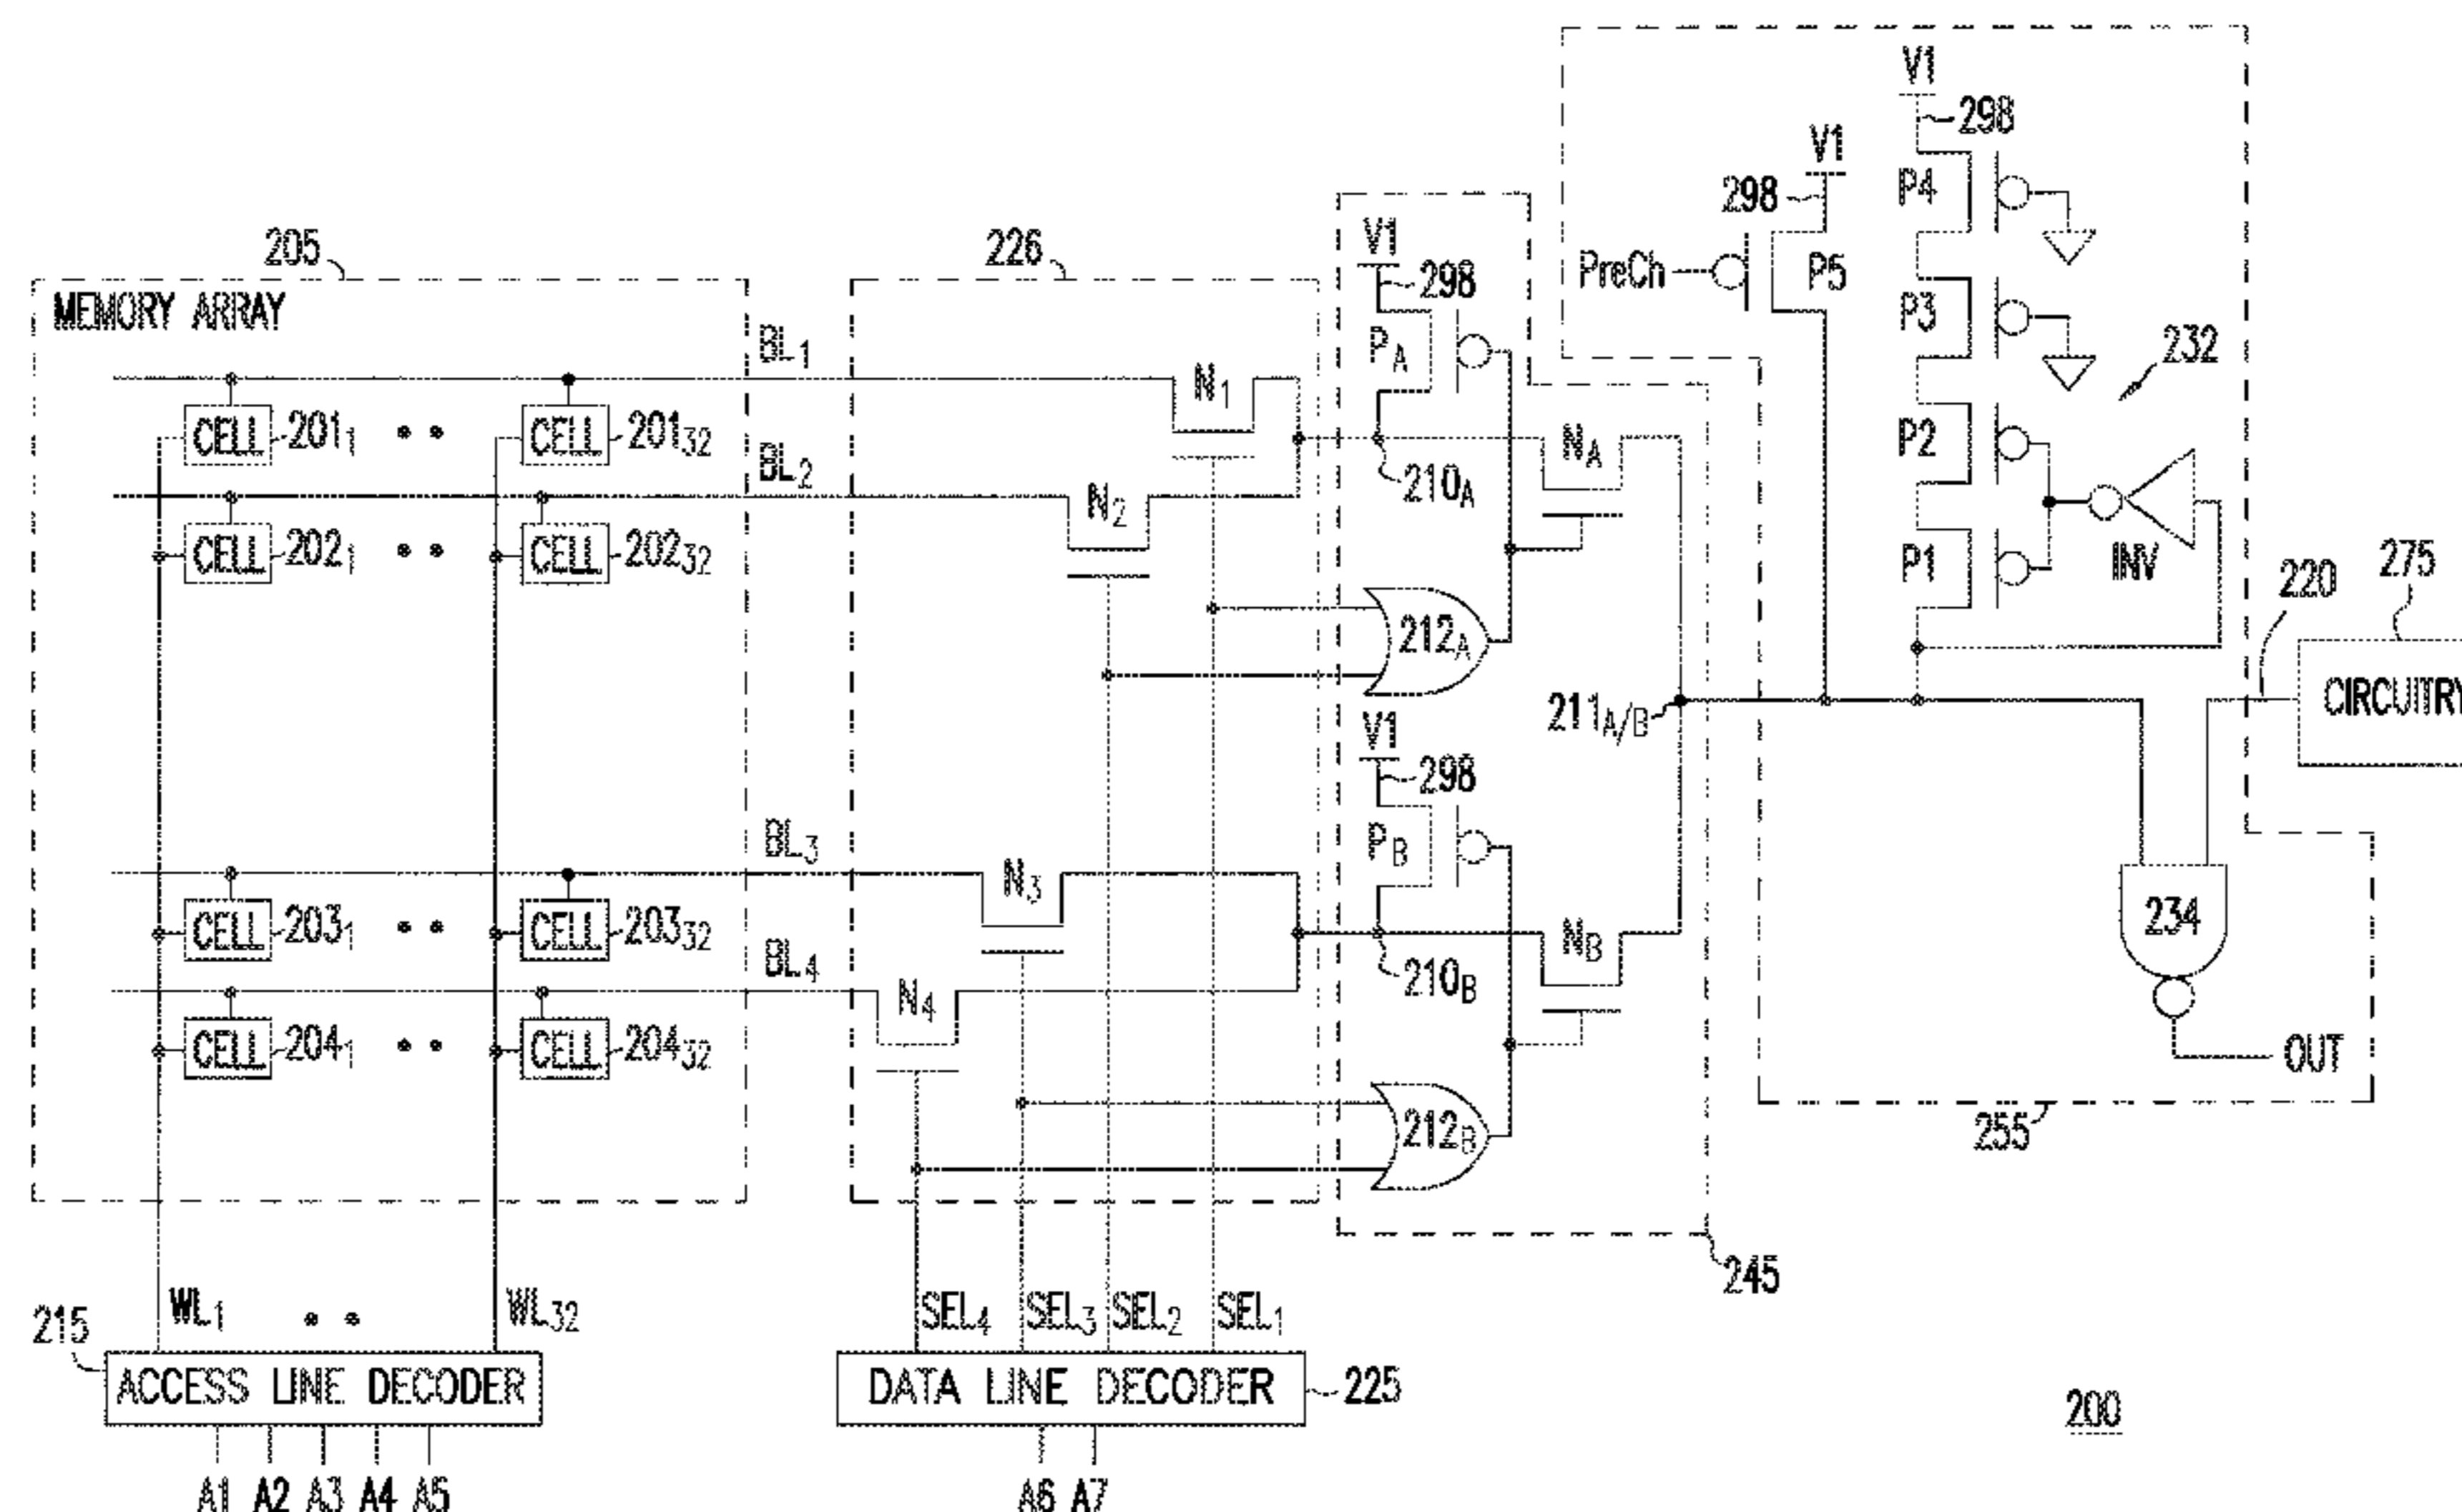 V1
298
V1
298
P4
205
226
V1
298
PreCh
P5
P3
232
MEMORY ARRAY
BL1
PA
N1
CELL 2011
CELL 20132
BL2
NA
P2
210A
N2
CELL 2021
CELL 20232
P1
INV
220
275
212A
CIRCUITRY
211A/B
V1
298
BL3
PB
N3
CELL 2031
CELL 20332
NB
234
BL4
210B
N4
CELL 2041
CELL 20432
OUT
212B
255
245
215
WL1
WL32
SEL4
SEL3
SEL2
SEL1
ACCESS LINE DECODER
DATA LINE DECODER
225
200
A1 A2 A3 A4 A5
A6 A7